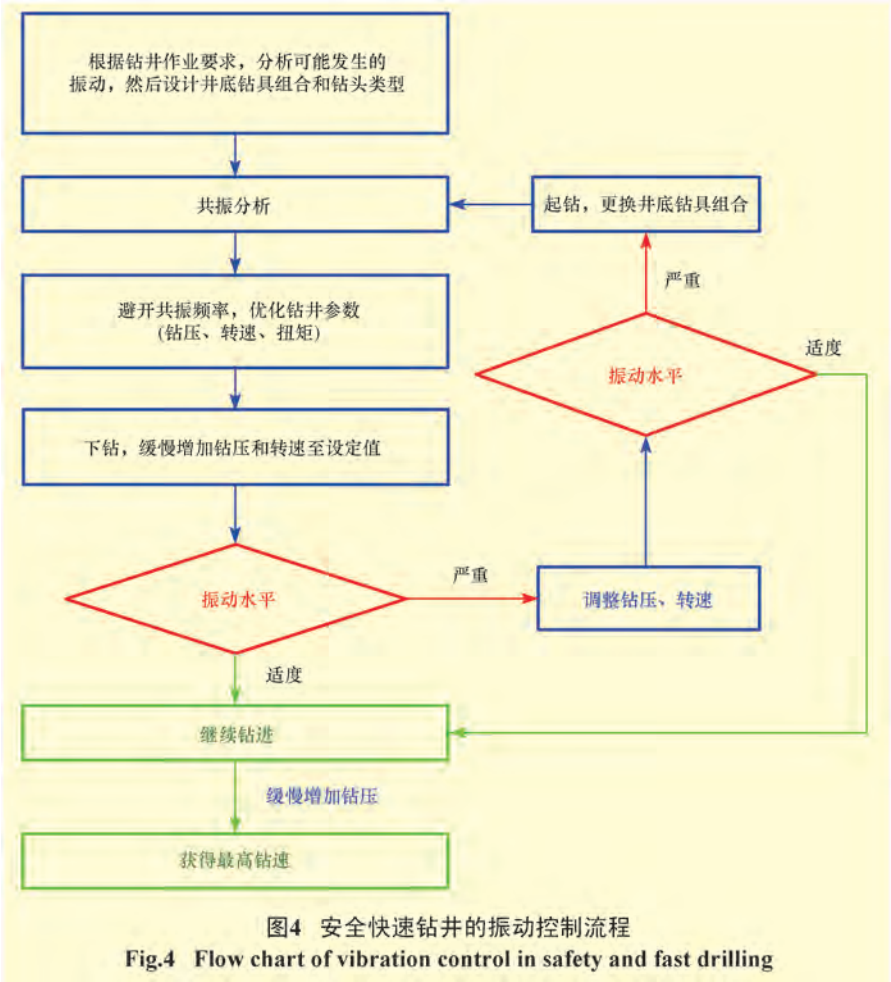 根据钻井作业要求，分析可能发生的
振动，然后设计井底钻具组合和钻头类型
共振分析
起钻，更换井底钻具组合
严重
避开共振频率，优化钻井参数
(钻压、转速、扭矩)
适度
振动水平
下钻，缓慢增加钻压和转速至设定值
严重
振动水平
调整钻压、转速
适度
继续钻进
缓慢增加钻压
获得最高钻速
图4 安全快速钻井的振动控制流程
Fig.4 Flow chart of vibration control in safety and fast drilling